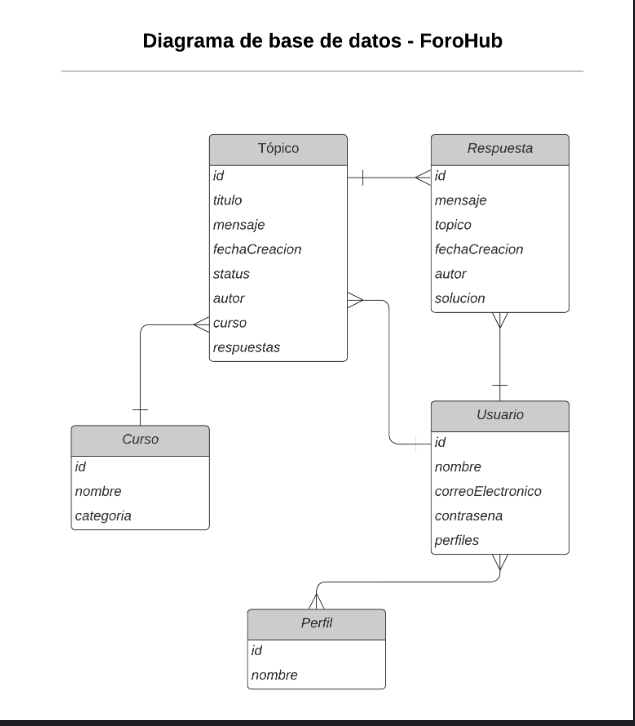 Diagrama de base de datos - ForoHub
Tópico
id
titulo
mensaje
fechaCreacion
status
autor
curso
respuestas
Respuesta
id
mensaje
topico
fechaCreacion
autor
solucion
Curso
id
nombre
categoria
Usuario
id
nombre
correoElectronico
contrasena
perfiles
Perfil
id
nombre